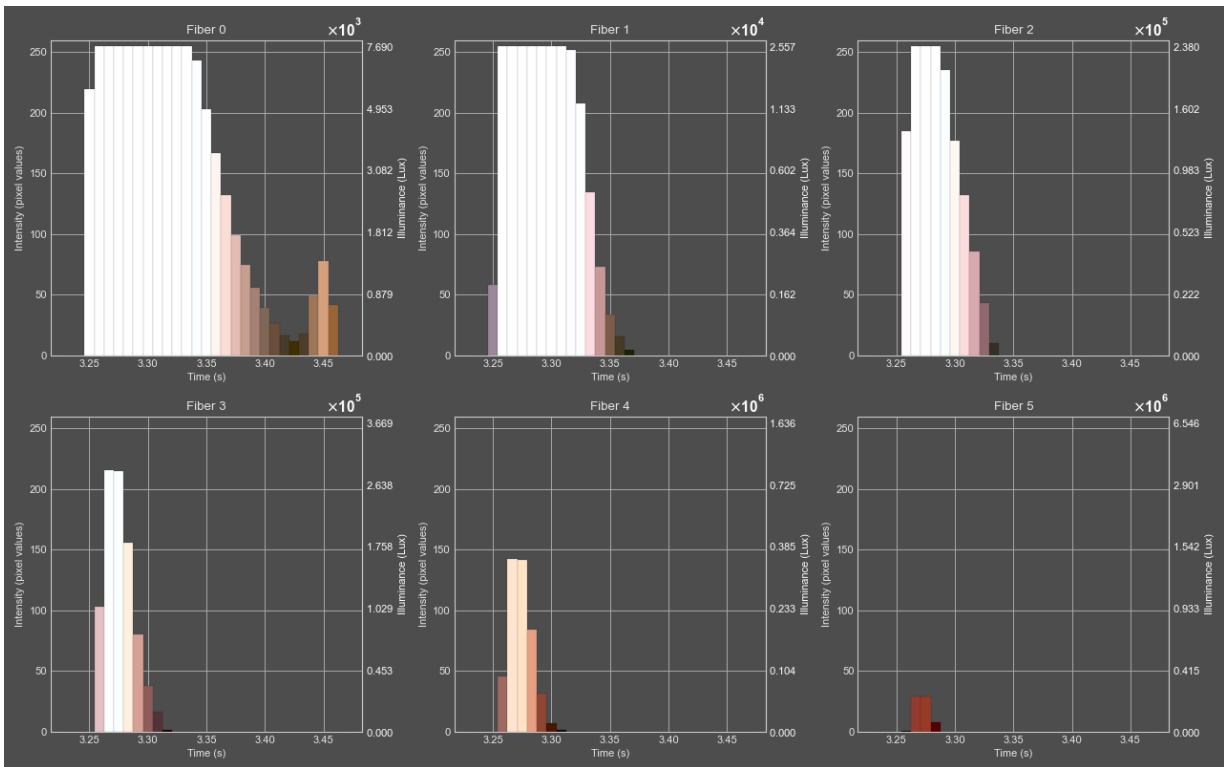 Fiber 0 ×10³
Intensity (pixel values)
250
200
150
100
50
0
7.690
4.953
3.082
1.812
0.879
0.000
Illuminance (Lux)
3.25 3.30 3.35 3.40 3.45
Time (s)
Fiber 1 ×10⁴
Intensity (pixel values)
250
200
150
100
50
0
2.557
1.133
0.602
0.364
0.162
0.000
Illuminance (Lux)
3.25 3.30 3.35 3.40 3.45
Time (s)
Fiber 2 ×10⁵
Intensity (pixel values)
250
200
150
100
50
0
2.380
1.602
0.983
0.523
0.222
0.000
Illuminance (Lux)
3.25 3.30 3.35 3.40 3.45
Time (s)
Fiber 3 ×10⁵
Intensity (pixel values)
250
200
150
100
50
0
3.669
2.638
1.758
1.029
0.453
0.000
Illuminance (Lux)
3.25 3.30 3.35 3.40 3.45
Time (s)
Fiber 4 ×10⁶
Intensity (pixel values)
250
200
150
100
50
0
1.636
0.725
0.385
0.233
0.104
0.000
Illuminance (Lux)
3.25 3.30 3.35 3.40 3.45
Time (s)
Fiber 5 ×10⁶
Intensity (pixel values)
250
200
150
100
50
0
6.546
2.901
1.542
0.933
0.415
0.000
Illuminance (Lux)
3.25 3.30 3.35 3.40 3.45
Time (s)